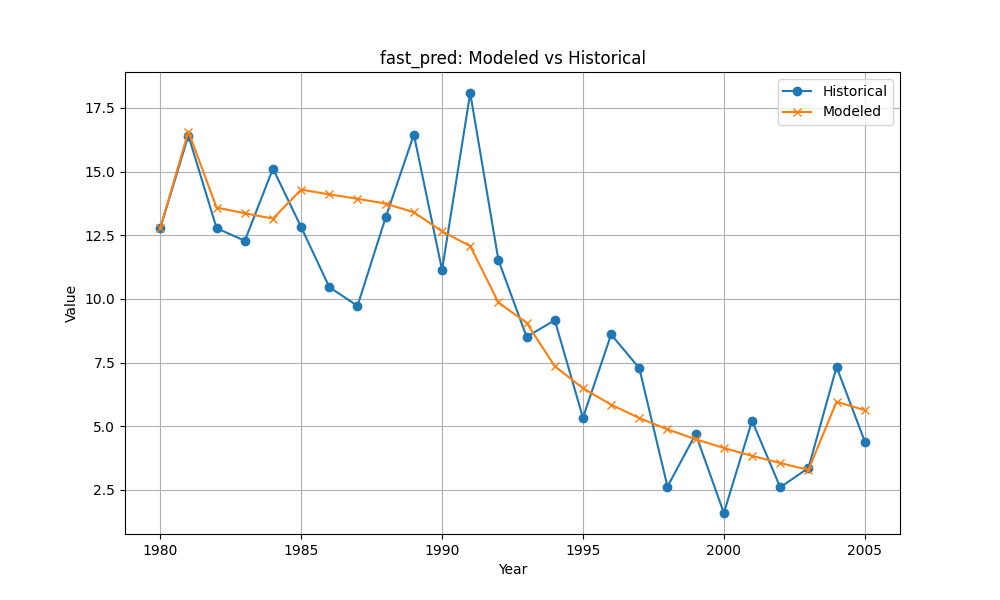 fast_pred: Modeled vs Historical
Historical
Modeled
Value
17.5
15.0
12.5
10.0
7.5
5.0
2.5
1980
1985
1990
1995
2000
2005
Year